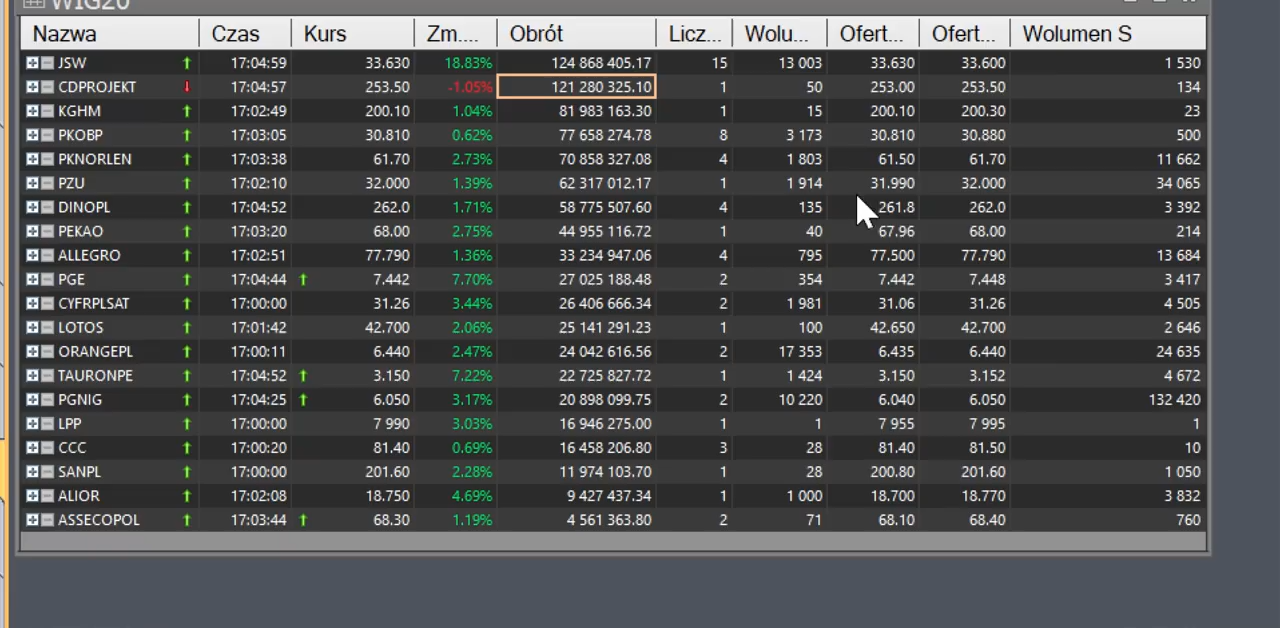 WIG20
Nazwa Czas Kurs Zm.... Obrót Licz... Wolu... Ofert... Ofert... Wolumen S
JSW 17:04:59 33.630 18.83% 124 868 405.17 15 13 003 33.630 33.600 1 530
CDPROJEKT 17:04:57 253.50 -1.05% 121 280 325.10 1 50 253.00 253.50 134
KGHM 17:02:49 200.10 1.04% 81 983 163.30 1 15 200.10 200.30 23
PKOBP 17:03:05 30.810 0.62% 77 658 274.78 8 3 173 30.810 30.880 500
PKNORLEN 17:03:38 61.70 2.73% 70 858 327.08 4 1 803 61.50 61.70 11 662
PZU 17:02:10 32.000 1.39% 62 317 012.17 1 1 914 31.990 32.000 34 065
DINOPL 17:04:52 262.0 1.71% 58 775 507.60 4 135 261.8 262.0 3 392
PEKAO 17:03:20 68.00 2.75% 44 955 116.72 1 40 67.96 68.00 214
ALLEGRO 17:02:51 77.790 1.36% 33 234 947.06 4 795 77.500 77.790 13 684
PGE 17:04:44 7.442 7.70% 27 025 188.48 2 354 7.442 7.448 3 417
CYFRPLSAT 17:00:00 31.26 3.44% 26 406 666.34 2 1 981 31.06 31.26 4 505
LOTOS 17:01:42 42.700 2.06% 25 141 291.23 1 100 42.650 42.700 2 646
ORANGEPL 17:00:11 6.440 2.47% 24 042 616.56 2 17 353 6.435 6.440 24 635
TAURONPE 17:04:52 3.150 7.22% 22 725 827.72 1 1 424 3.150 3.152 4 672
PGNIG 17:04:25 6.050 3.17% 20 898 099.75 2 10 220 6.040 6.050 132 420
LPP 17:00:00 7 990 3.03% 16 946 275.00 1 1 7 955 7 995 1
CCC 17:00:20 81.40 0.69% 16 458 206.80 3 28 81.40 81.50 10
SANPL 17:00:00 201.60 2.28% 11 974 103.70 1 28 200.80 201.60 1 050
ALIOR 17:02:08 18.750 4.69% 9 427 437.34 1 1 000 18.700 18.770 3 832
ASSECOPOL 17:03:44 68.30 1.19% 4 561 363.80 2 71 68.10 68.40 760